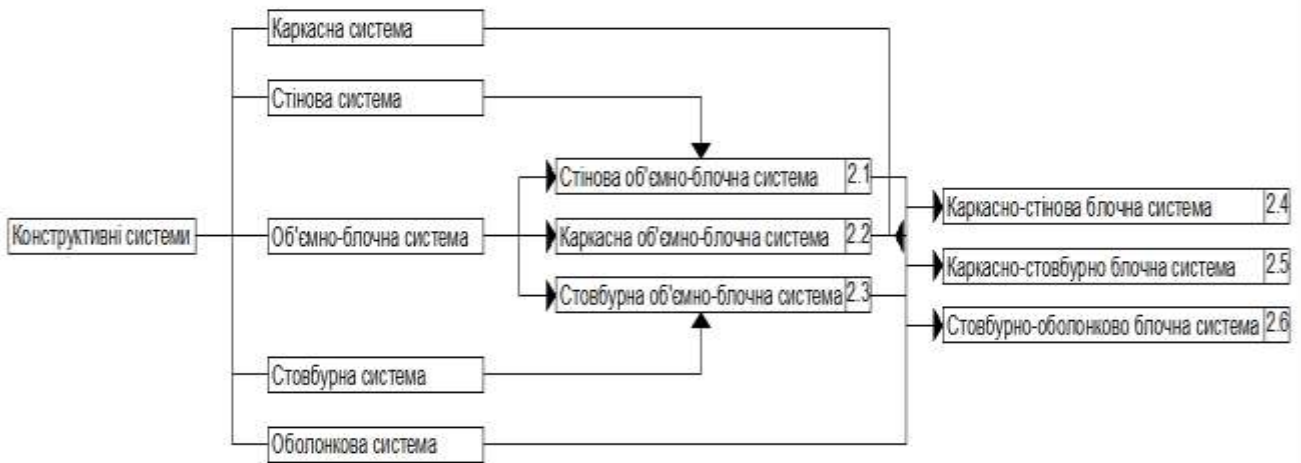 Конструктивні системи
Каркасна система
Стінова система
Об'ємно-блочна система
Стовбурна система
Оболонкова система
Стінова об'ємно-блочна система 2.1
Каркасна об'ємно-блочна система 2.2
Стовбурна об'ємно-блочна система 2.3
Каркасно-стінова блочна система 2.4
Каркасно-стовбурно блочна система 2.5
Стовбурно-оболонково блочна система 2.6